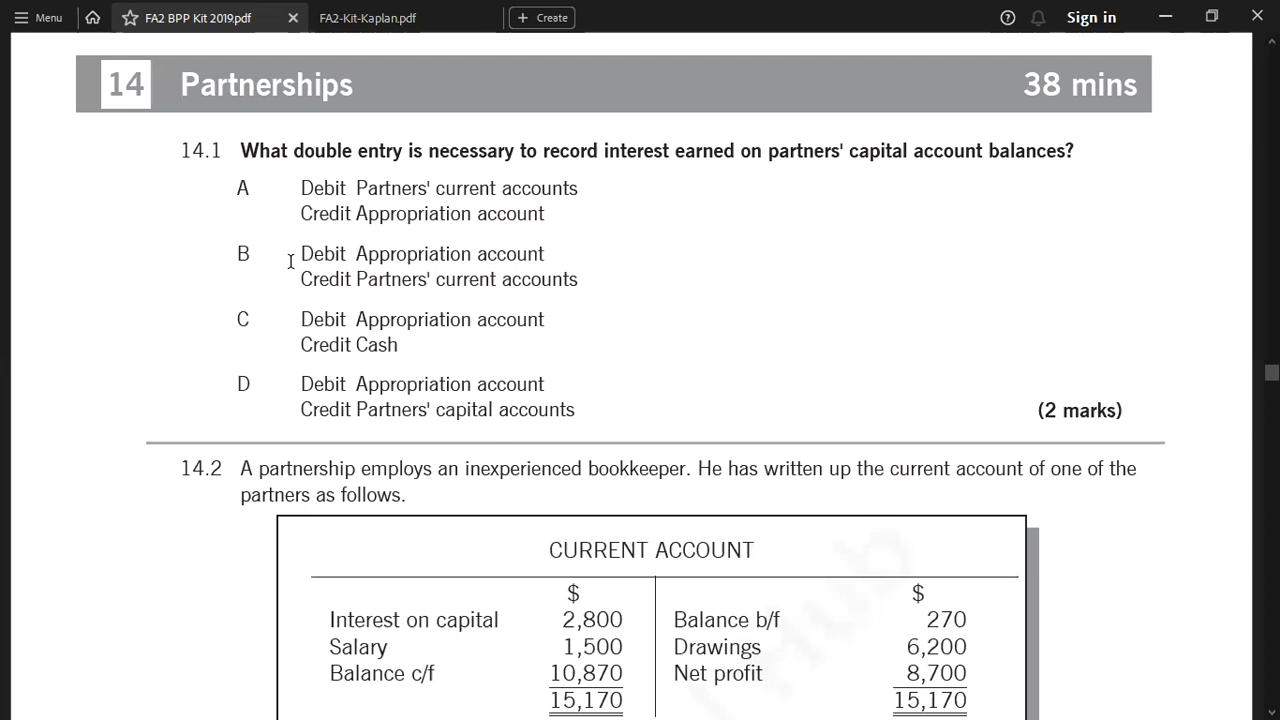 Menu
FA2 BPP Kit 2019.pdf
FA2-Kit-Kaplan.pdf
+ Create
Sign in
14 Partnerships 38 mins
14.1 What double entry is necessary to record interest earned on partners' capital account balances?
A Debit Partners' current accounts
Credit Appropriation account
B Debit Appropriation account
Credit Partners' current accounts
C Debit Appropriation account
Credit Cash
D Debit Appropriation account
Credit Partners' capital accounts (2 marks)
14.2 A partnership employs an inexperienced bookkeeper. He has written up the current account of one of the
partners as follows.
CURRENT ACCOUNT
$ $
Interest on capital 2,800 Balance b/f 270
Salary 1,500 Drawings 6,200
Balance c/f 10,870 Net profit 8,700
15,170 15,170